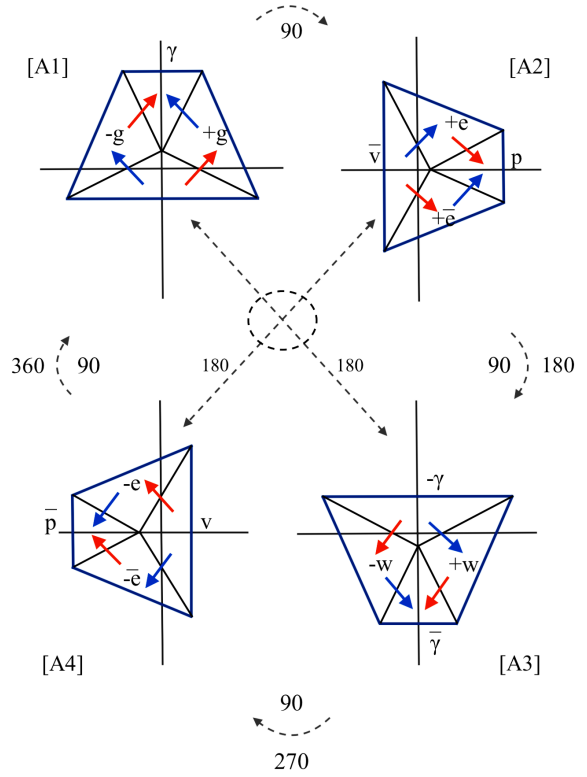 90
[A1]
γ
[A2]
-g
+g
+e
v̅
p
+e̅
360
90
180
180
90
180
-e
p̅
v
-e̅
-γ
-w
+w
γ̅
[A4]
[A3]
90
270